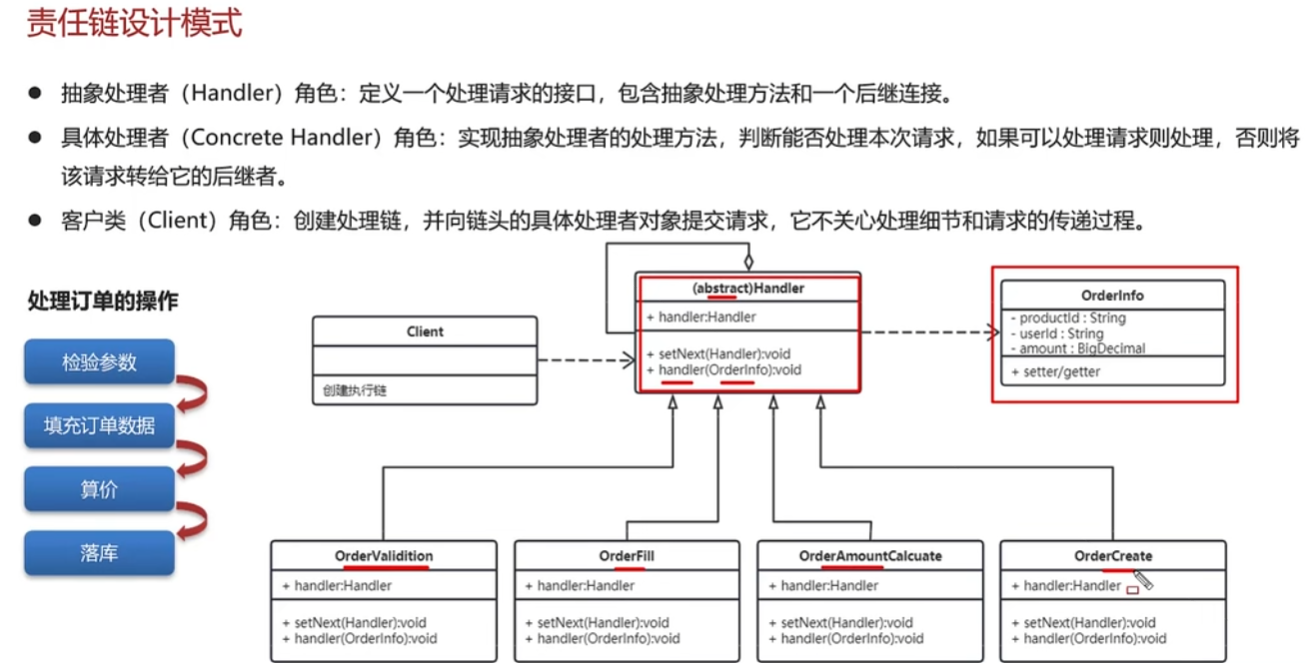 责任链设计模式
● 抽象处理者（Handler）角色：定义一个处理请求的接口，包含抽象处理方法和一个后继连接。
● 具体处理者（Concrete Handler）角色：实现抽象处理者的处理方法，判断能否处理本次请求，如果可以处理请求则处理，否则将
该请求转给它的后继者。
● 客户类（Client）角色：创建处理链，并向链头的具体处理者对象提交请求，它不关心处理细节和请求的传递过程。
处理订单的操作
检验参数
填充订单数据
算价
落库
Client
创建执行链
(abstract)Handler
+ handler:Handler
+ setNext(Handler):void
+ handler(OrderInfo):void
OrderInfo
- productId : String
- userId : String
- amount : BigDecimal
+ setter/getter
OrderValidition
+ handler:Handler
+ setNext(Handler):void
+ handler(OrderInfo):void
OrderFill
+ handler:Handler
+ setNext(Handler):void
+ handler(OrderInfo):void
OrderAmountCalcuate
+ handler:Handler
+ setNext(Handler):void
+ handler(OrderInfo):void
OrderCreate
+ handler:Handler
+ setNext(Handler):void
+ handler(OrderInfo):void